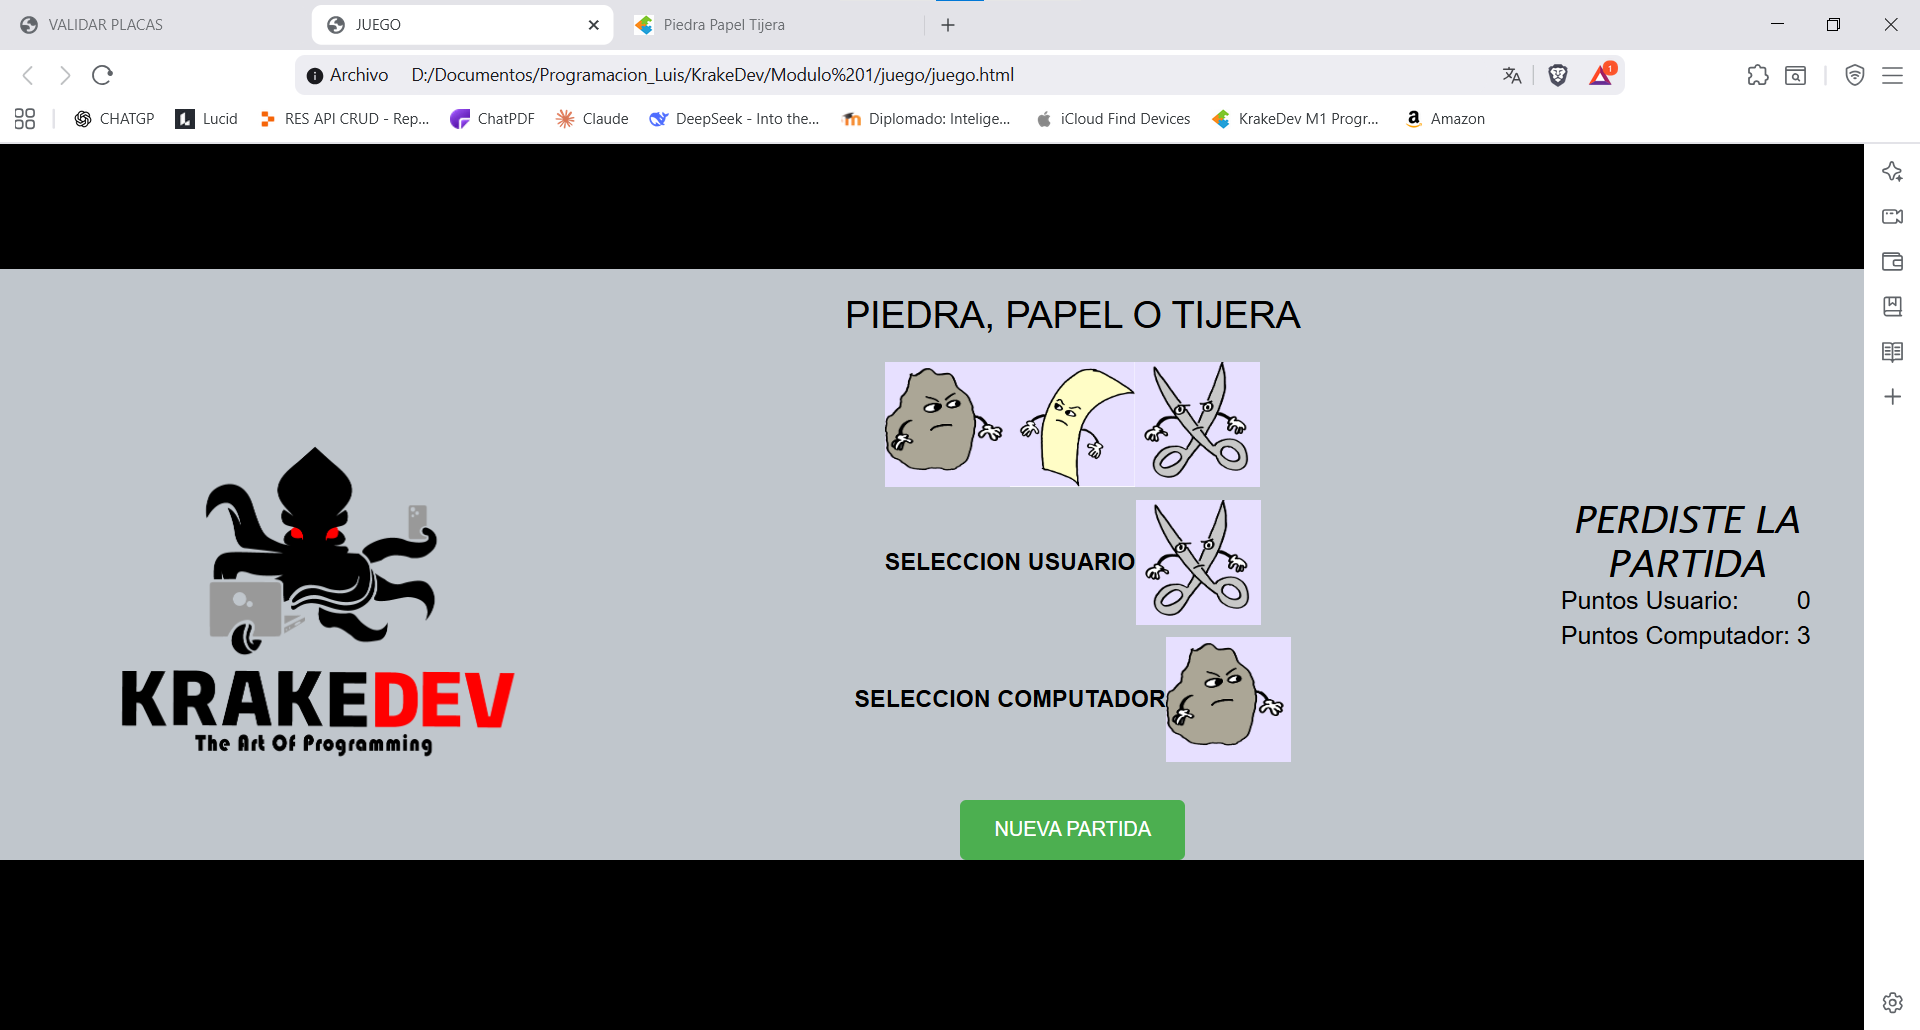 VALIDAR PLACAS
JUEGO
Piedra Papel Tijera
Archivo D:/Documentos/Programacion_Luis/KrakeDev/Modulo%201/juego/juego.html
1
CHATGP
Lucid
RES API CRUD - Rep...
ChatPDF
Claude
DeepSeek - Into the...
Diplomado: Intelige...
iCloud Find Devices
KrakeDev M1 Progr...
Amazon
PIEDRA, PAPEL O TIJERA
SELECCION USUARIO
SELECCION COMPUTADOR
NUEVA PARTIDA
KRAKEDEV
The Art Of Programming
PERDISTE LA
PARTIDA
Puntos Usuario: 0
Puntos Computador: 3